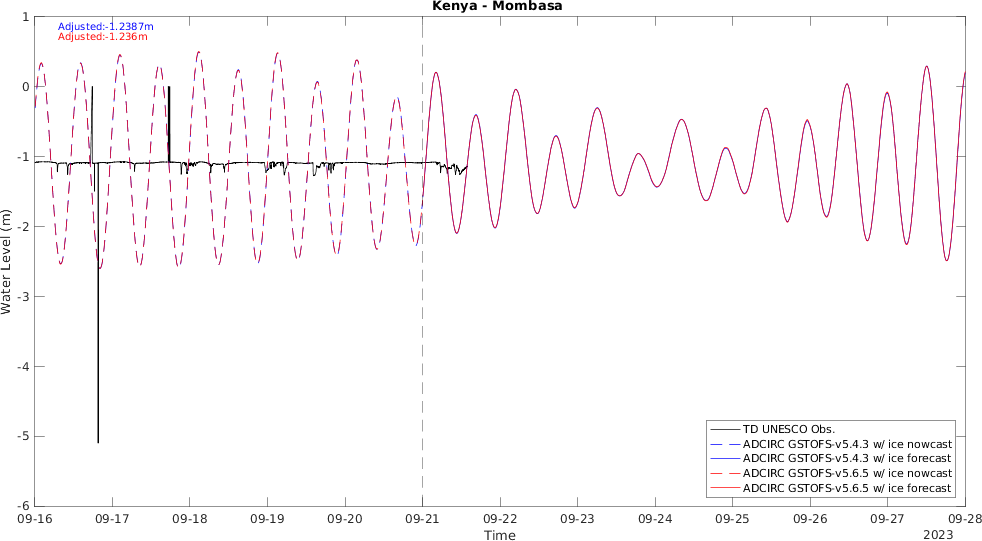 Kenya - Mombasa
Adjusted:-1.2387m
Adjusted:-1.236m
1
0
-1
-2
-3
-4
-5
-6
Water Level (m)
TD UNESCO Obs.
ADCIRC GSTOFS-v5.4.3 w/ ice nowcast
ADCIRC GSTOFS-v5.4.3 w/ ice forecast
ADCIRC GSTOFS-v5.6.5 w/ ice nowcast
ADCIRC GSTOFS-v5.6.5 w/ ice forecast
09-16 09-17 09-18 09-19 09-20 09-21 09-22 09-23 09-24 09-25 09-26 09-27 09-28
Time
2023